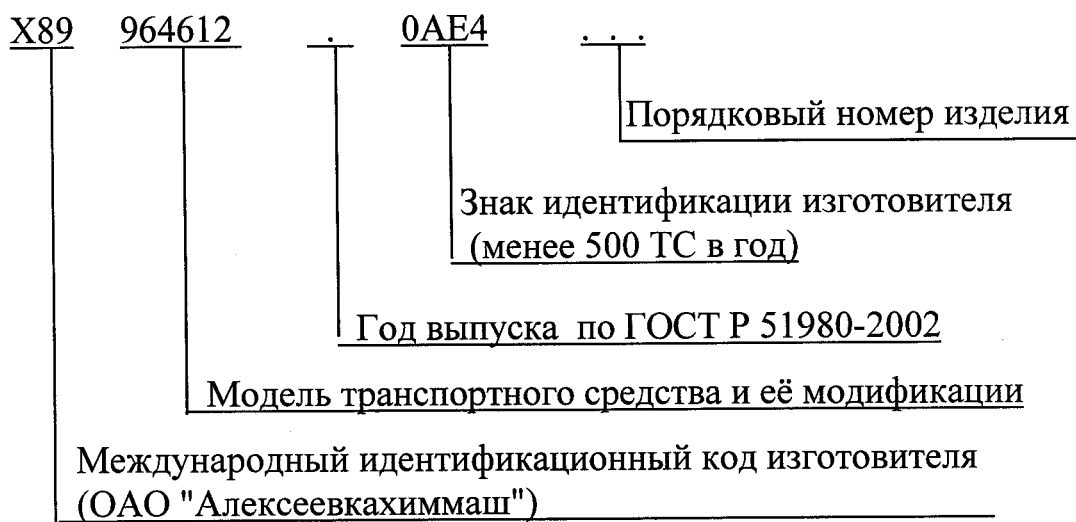 X89 964612 . 0AE4 . . .
Порядковый номер изделия
Знак идентификации изготовителя
(менее 500 ТС в год)
Год выпуска по ГОСТ Р 51980-2002
Модель транспортного средства и её модификации
Международный идентификационный код изготовителя
(ОАО "Алексеевкахиммаш")